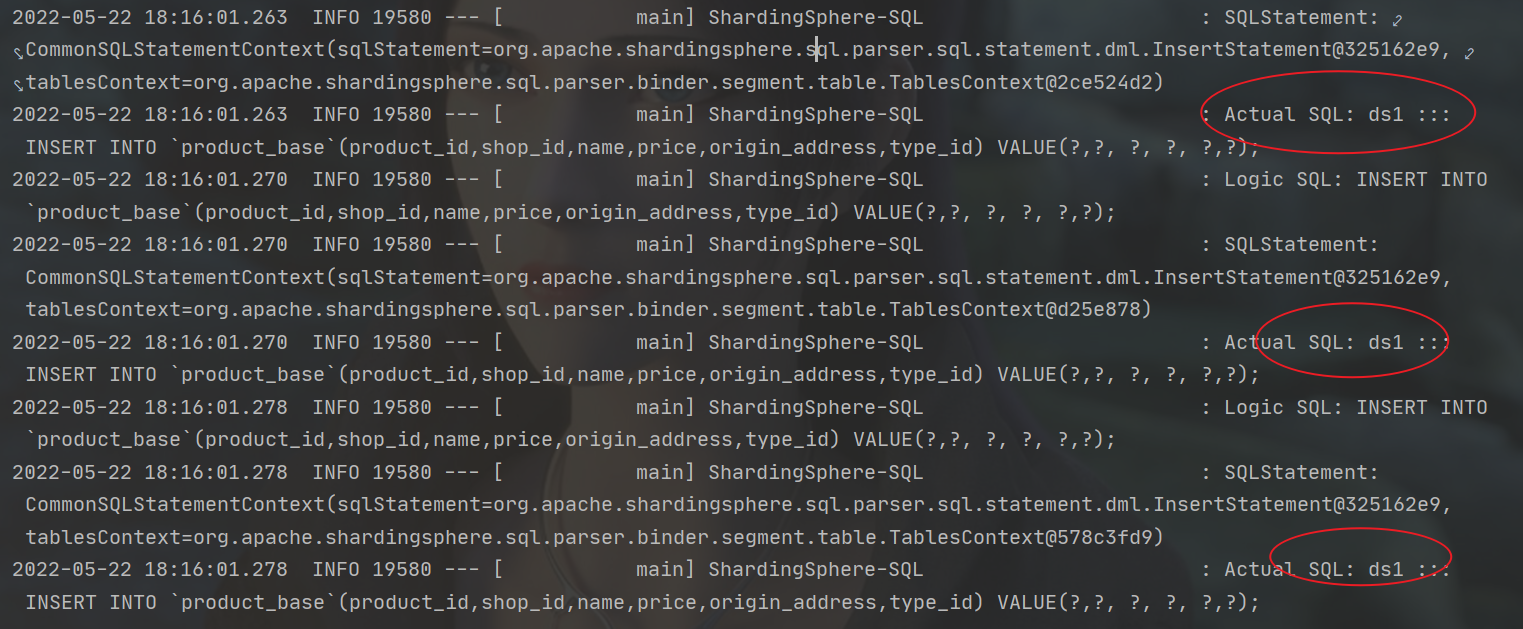 2022-05-22 18:16:01.263  INFO 19580 --- [           main] ShardingSphere-SQL                       : SQLStatement:
CommonSQLStatementContext(sqlStatement=org.apache.shardingsphere.sql.parser.sql.statement.dml.InsertStatement@325162e9,
tablesContext=org.apache.shardingsphere.sql.parser.binder.segment.table.TablesContext@2ce524d2)
2022-05-22 18:16:01.263  INFO 19580 --- [           main] ShardingSphere-SQL                       : Actual SQL: ds1 :::
INSERT INTO `product_base`(product_id,shop_id,name,price,origin_address,type_id) VALUE(?,?, ?, ?, ?,?);
2022-05-22 18:16:01.270  INFO 19580 --- [           main] ShardingSphere-SQL                       : Logic SQL: INSERT INTO
`product_base`(product_id,shop_id,name,price,origin_address,type_id) VALUE(?,?, ?, ?, ?,?);
2022-05-22 18:16:01.270  INFO 19580 --- [           main] ShardingSphere-SQL                       : SQLStatement:
CommonSQLStatementContext(sqlStatement=org.apache.shardingsphere.sql.parser.sql.statement.dml.InsertStatement@325162e9,
tablesContext=org.apache.shardingsphere.sql.parser.binder.segment.table.TablesContext@d25e878)
2022-05-22 18:16:01.270  INFO 19580 --- [           main] ShardingSphere-SQL                       : Actual SQL: ds1 :::
INSERT INTO `product_base`(product_id,shop_id,name,price,origin_address,type_id) VALUE(?,?, ?, ?, ?,?);
2022-05-22 18:16:01.278  INFO 19580 --- [           main] ShardingSphere-SQL                       : Logic SQL: INSERT INTO
`product_base`(product_id,shop_id,name,price,origin_address,type_id) VALUE(?,?, ?, ?, ?,?);
2022-05-22 18:16:01.278  INFO 19580 --- [           main] ShardingSphere-SQL                       : SQLStatement:
CommonSQLStatementContext(sqlStatement=org.apache.shardingsphere.sql.parser.sql.statement.dml.InsertStatement@325162e9,
tablesContext=org.apache.shardingsphere.sql.parser.binder.segment.table.TablesContext@578c3fd9)
2022-05-22 18:16:01.278  INFO 19580 --- [           main] ShardingSphere-SQL                       : Actual SQL: ds1 :::
INSERT INTO `product_base`(product_id,shop_id,name,price,origin_address,type_id) VALUE(?,?, ?, ?, ?,?);